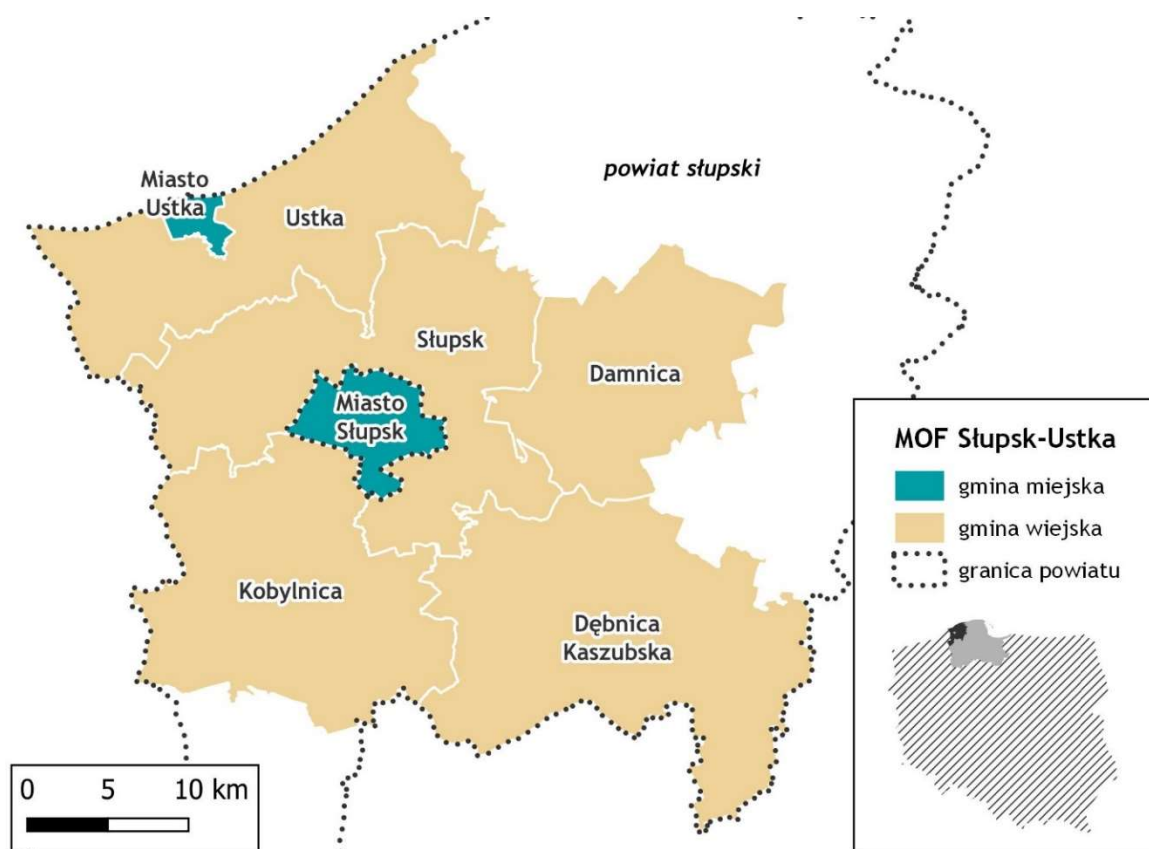 powiat słupski
Miasto
Ustka
Ustka
Słupsk
Damnica
Miasto
Słupsk
Kobylnica
Dębnica
Kaszubska
MOF Słupsk-Ustka
gmina miejska
gmina wiejska
granica powiatu
0 5 10 km